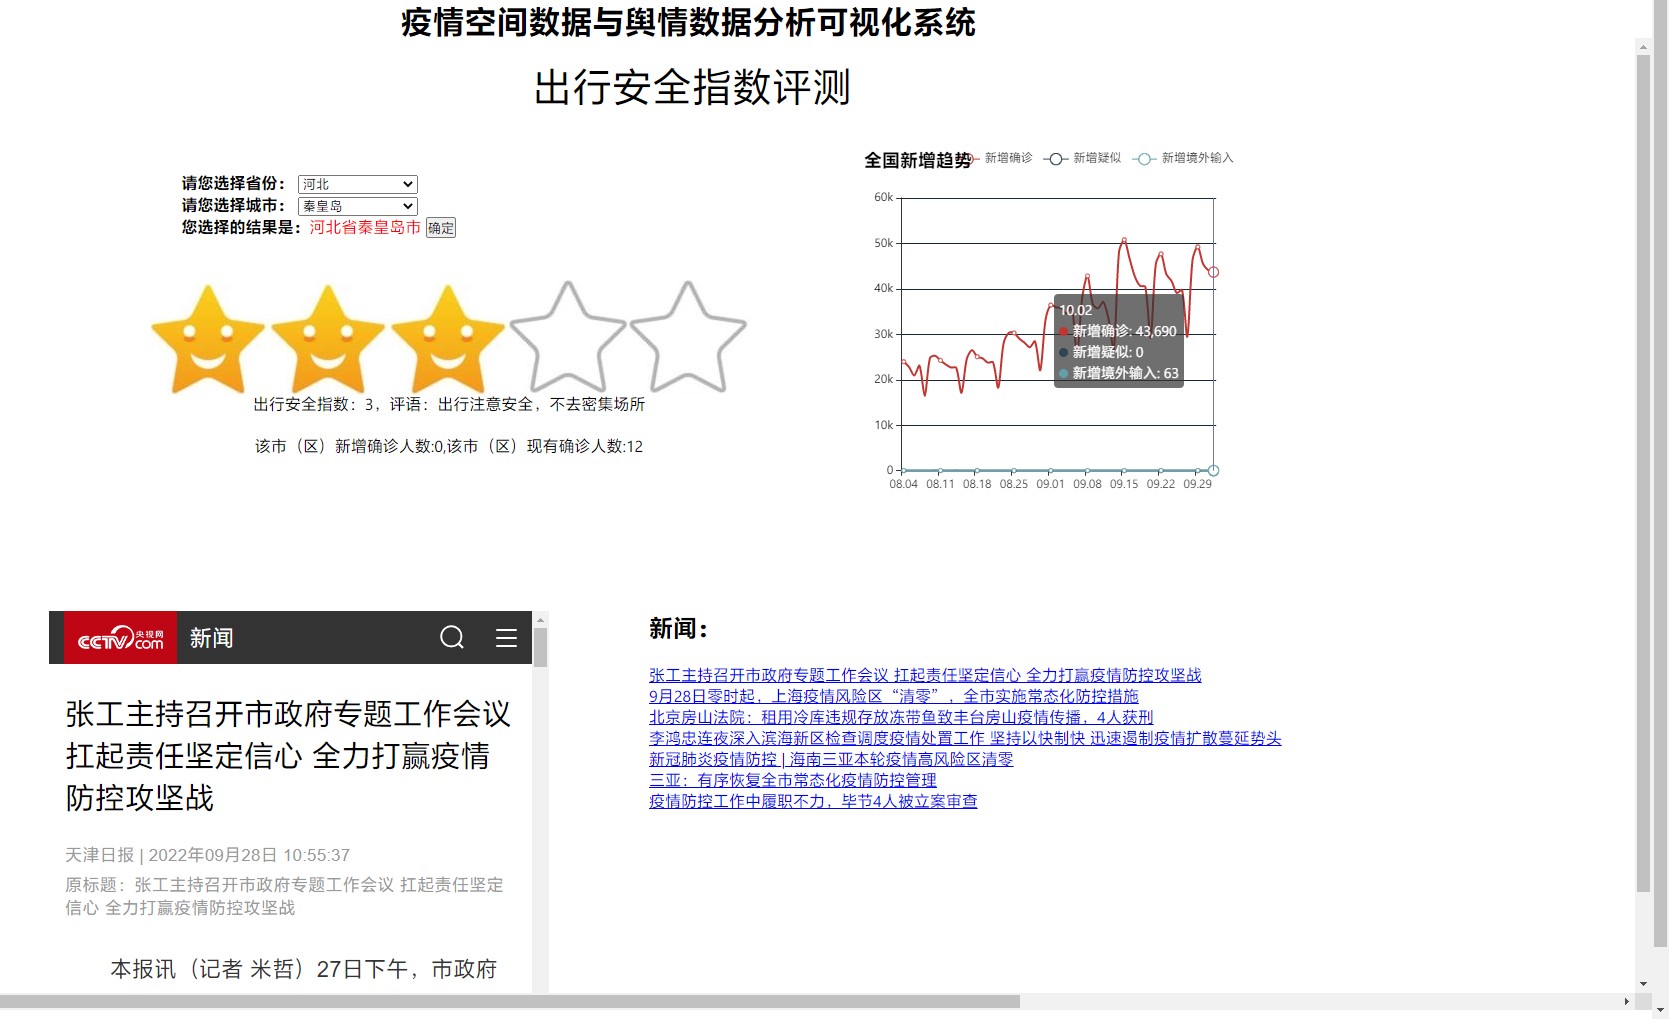 疫情空间数据与舆情数据分析可视化系统
出行安全指数评测
请您选择省份： 河北
请您选择城市： 秦皇岛
您选择的结果是：河北省秦皇岛市 确定
出行安全指数：3，评语：出行注意安全，不去密集场所
该市（区）新增确诊人数:0,该市（区）现有确诊人数:12
全国新增趋势 新增确诊 新增疑似 新增境外输入
60k
50k
40k
30k
20k
10k
0
10.02
新增确诊: 43,690
新增疑似: 0
新增境外输入: 63
08.04 08.11 08.18 08.25 09.01 09.08 09.15 09.22 09.29
CCTV.com 央视网 新闻
张工主持召开市政府专题工作会议
扛起责任坚定信心 全力打赢疫情
防控攻坚战
天津日报 | 2022年09月28日 10:55:37
原标题：张工主持召开市政府专题工作会议 扛起责任坚定
信心 全力打赢疫情防控攻坚战
本报讯（记者 米哲）27日下午，市政府
新闻：
张工主持召开市政府专题工作会议 扛起责任坚定信心 全力打赢疫情防控攻坚战
9月28日零时起，上海疫情风险区“清零”，全市实施常态化防控措施
北京房山法院：租用冷库违规存放冻带鱼致丰台房山疫情传播，4人获刑
李鸿忠连夜深入滨海新区检查调度疫情处置工作 坚持以快制快 迅速遏制疫情扩散蔓延势头
新冠肺炎疫情防控 | 海南三亚本轮疫情高风险区清零
三亚：有序恢复全市常态化疫情防控管理
疫情防控工作中履职不力，毕节4人被立案审查